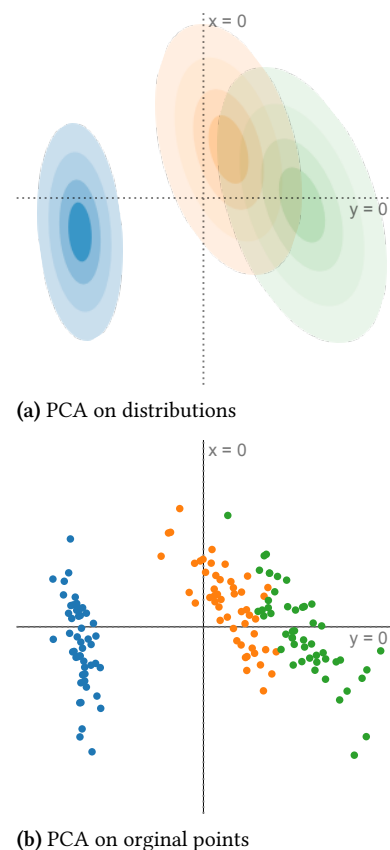 x = 0
y = 0
(a) PCA on distributions
x = 0
y = 0
(b) PCA on orginal points